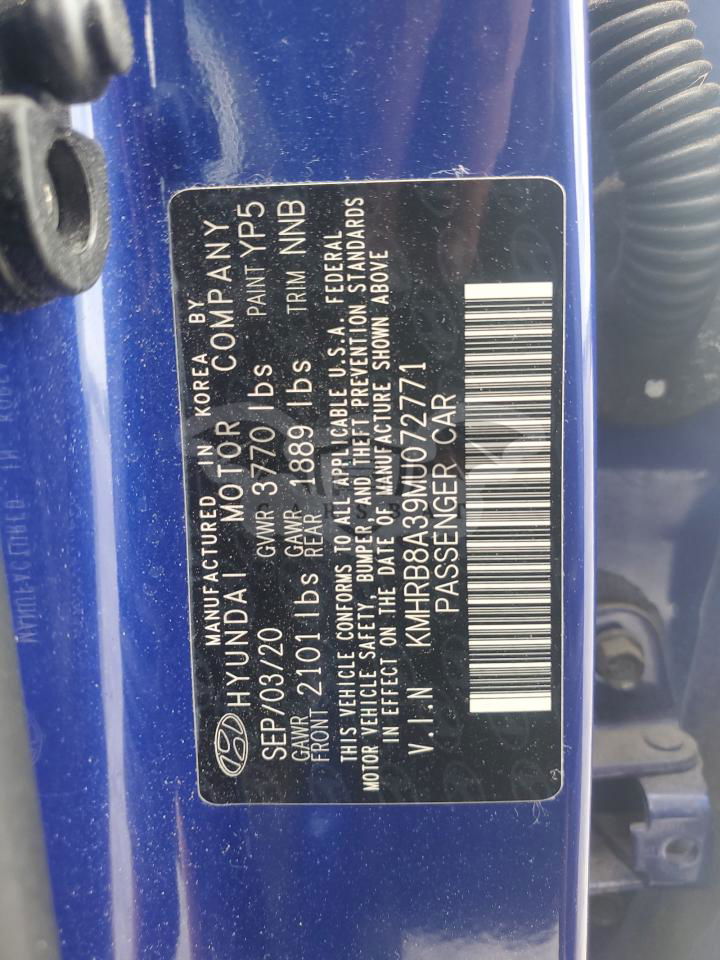 MANUFACTURED IN KOREA BY
HYUNDAI MOTOR COMPANY
SEP/03/20 GVWR 3770 lbs PAINT YP5
GAWR FRONT 2101 lbs GAWR REAR 1889 lbs TRIM NNB
THIS VEHICLE CONFORMS TO ALL APPLICABLE U.S.A. FEDERAL
MOTOR VEHICLE SAFETY, BUMPER, AND THEFT PREVENTION STANDARDS
IN EFFECT ON THE DATE OF MANUFACTURE SHOWN ABOVE
V.I.N KMHRB8A39MU072771
PASSENGER CAR